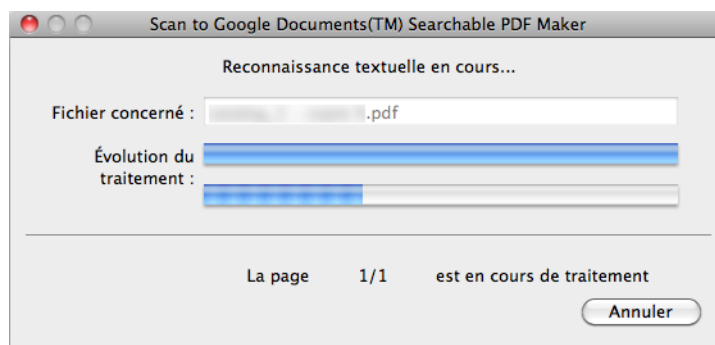 Scan to Google Documents(TM) Searchable PDF Maker
Reconnaissance textuelle en cours...
Fichier concerné : .pdf
Évolution du
traitement :
La page 1/1 est en cours de traitement
Annuler